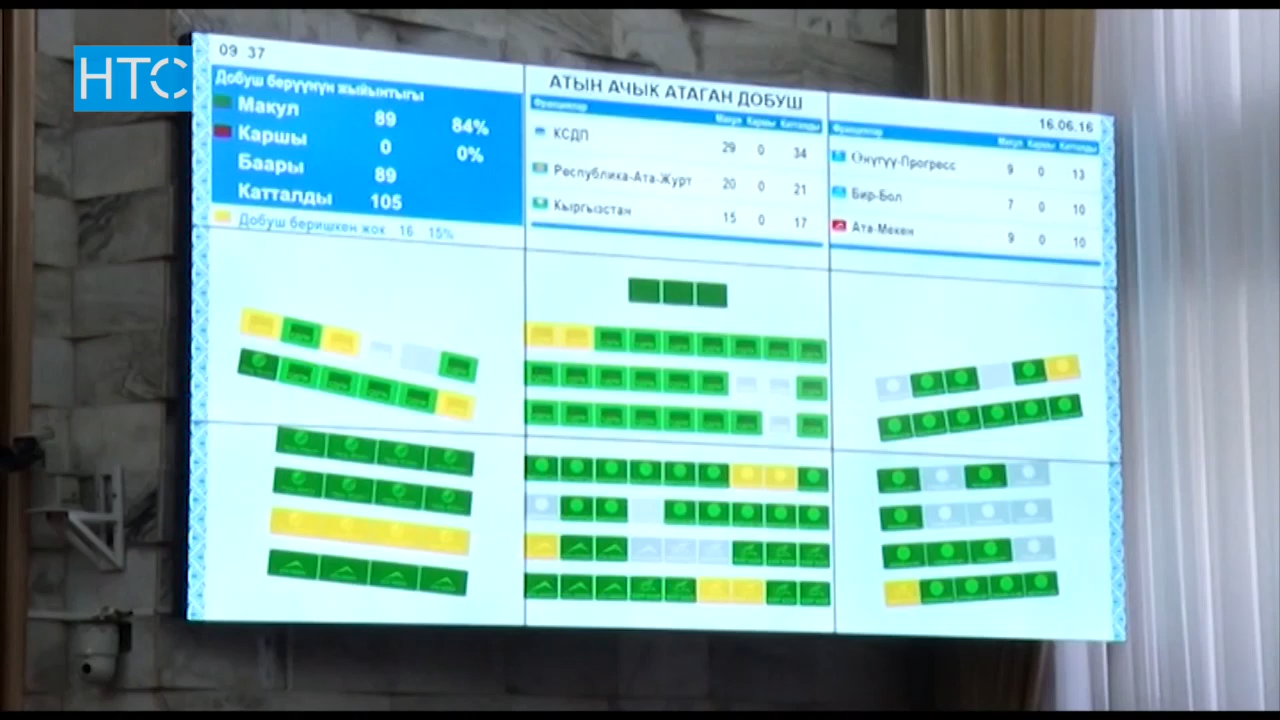 НТС
09 37
Добуш берүүнүн жыйынтыгы
Макул 89 84%
Каршы 0 0%
Баары 89
Катталды 105
Добуш беришкен жок 16 15%
АТЫН АЧЫК АТАГАН ДОБУШ
Фракциялар Макул Каршы Катталды
КСДП 29 0 34
Республика-Ата-Журт 20 0 21
Кыргызстан 15 0 17
16.06.16
Фракциялар Макул Каршы Катталды
Өнүгүү-Прогресс 9 0 13
Бир-Бол 7 0 10
Ата-Мекен 9 0 10